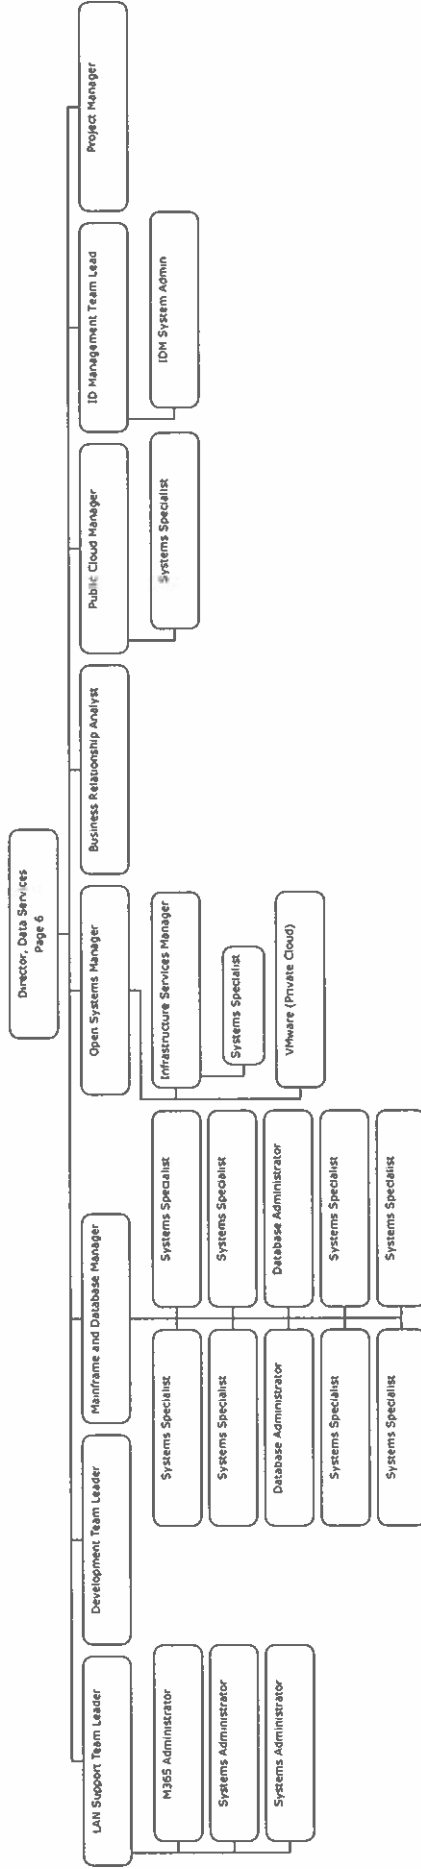 Director, Data Services
Page 6
LAN Support Team Leader
Development Team Leader
Mainframe and Database Manager
Open Systems Manager
Business Relationship Analyst
Public Cloud Manager
ID Management Team Lead
Project Manager
M365 Administrator
Systems Administrator
Systems Administrator
Systems Specialist
Systems Specialist
Systems Specialist
Systems Specialist
Database Administrator
Database Administrator
Systems Specialist
Systems Specialist
Systems Specialist
Systems Specialist
Infrastructure Services Manager
Systems Specialist
VMware (Private Cloud)
Systems Specialist
IDM System Admin